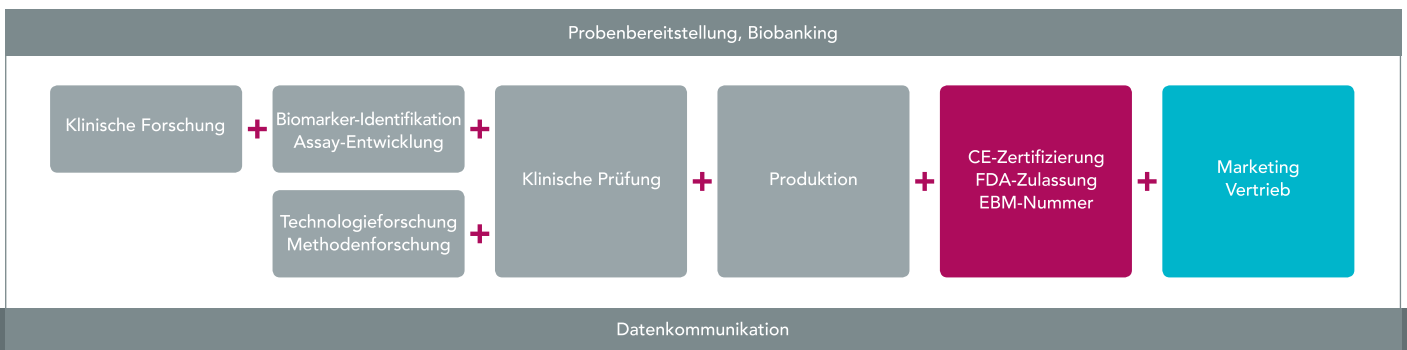 Probenbereitstellung, Biobanking
Klinische Forschung
+
Biomarker-Identifikation
Assay-Entwicklung
+
Technologieforschung
Methodenforschung
+
Klinische Prüfung
+
Produktion
+
CE-Zertifizierung
FDA-Zulassung
EBM-Nummer
+
Marketing
Vertrieb
Datenkommunikation